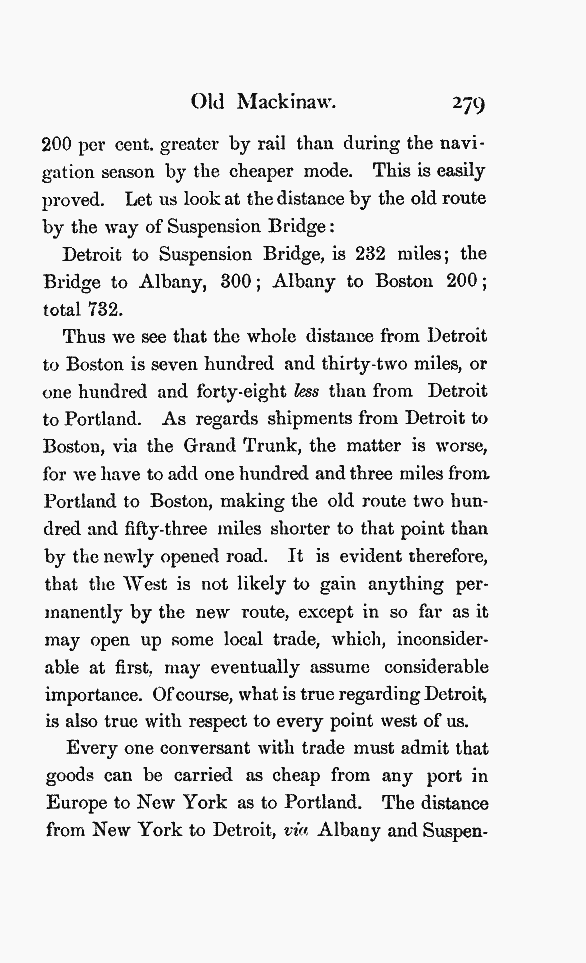 Old Mackinaw. 279
200 per cent. greater by rail than during the navi-
gation season by the cheaper mode. This is easily
proved. Let us look at the distance by the old route
by the way of Suspension Bridge:
Detroit to Suspension Bridge, is 232 miles; the
Bridge to Albany, 300; Albany to Boston 200;
total 732.
Thus we see that the whole distance from Detroit
to Boston is seven hundred and thirty-two miles, or
one hundred and forty-eight less than from Detroit
to Portland. As regards shipments from Detroit to
Boston, via the Grand Trunk, the matter is worse,
for we have to add one hundred and three miles from
Portland to Boston, making the old route two hun-
dred and fifty-three miles shorter to that point than
by the newly opened road. It is evident therefore,
that the West is not likely to gain anything per-
manently by the new route, except in so far as it
may open up some local trade, which, inconsider-
able at first, may eventually assume considerable
importance. Of course, what is true regarding Detroit,
is also true with respect to every point west of us.
Every one conversant with trade must admit that
goods can be carried as cheap from any port in
Europe to New York as to Portland. The distance
from New York to Detroit, via Albany and Suspen-